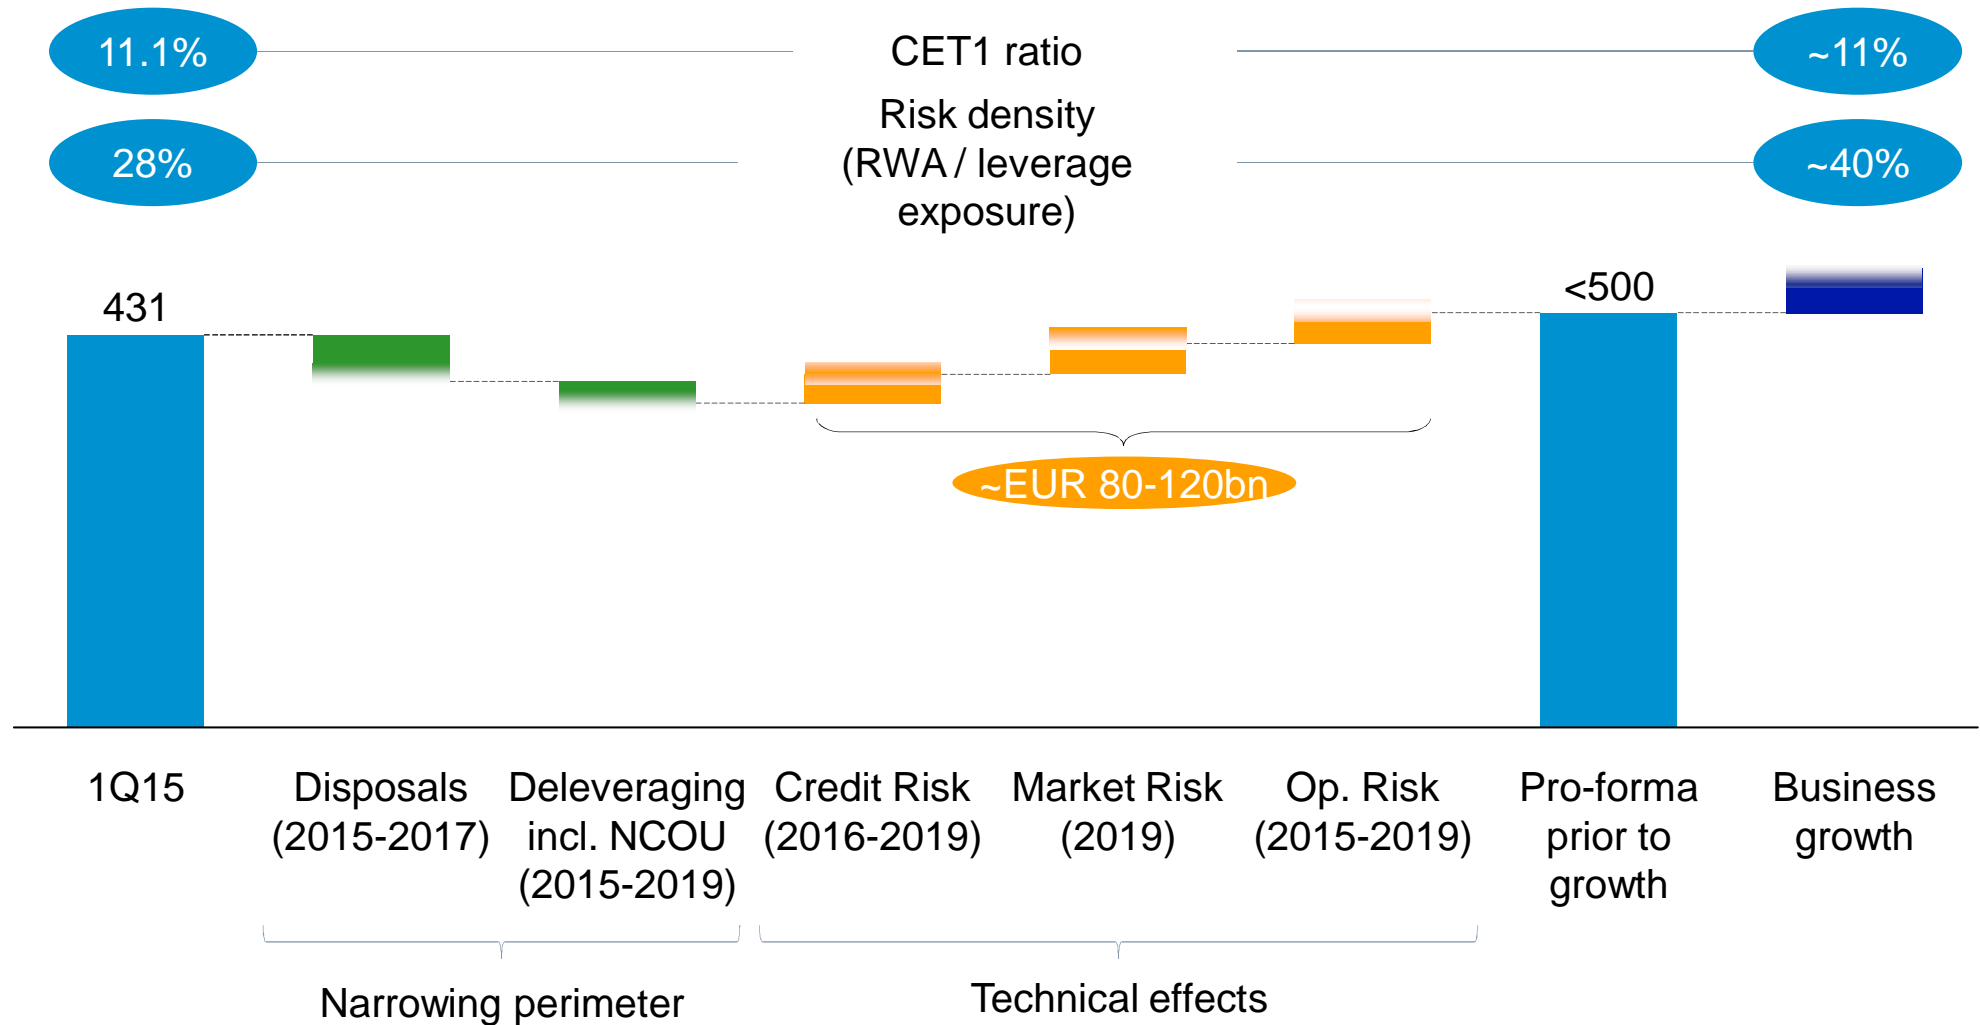 11.1%
CET1 ratio
~11%
Risk density
(RWA / leverage
exposure)
28%
~40%
431
<500
~EUR 80-120bn
1Q15
Disposals
(2015-2017)
Deleveraging
incl. NCOU
(2015-2019)
Credit Risk
(2016-2019)
Market Risk
(2019)
Op. Risk
(2015-2019)
Pro-forma
prior to
growth
Business
growth
Narrowing perimeter
Technical effects